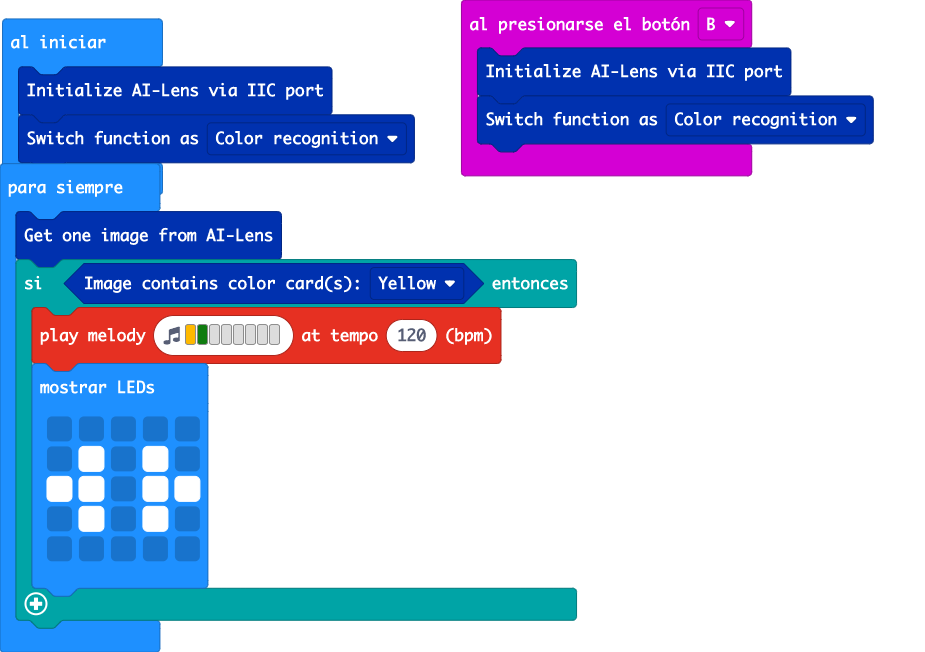 al iniciar
Initialize AI-Lens via IIC port
Switch function as Color recognition
al presionarse el botón B
Initialize AI-Lens via IIC port
Switch function as Color recognition
para siempre
Get one image from AI-Lens
si Image contains color card(s): Yellow entonces
play melody at tempo 120 (bpm)
mostrar LEDs